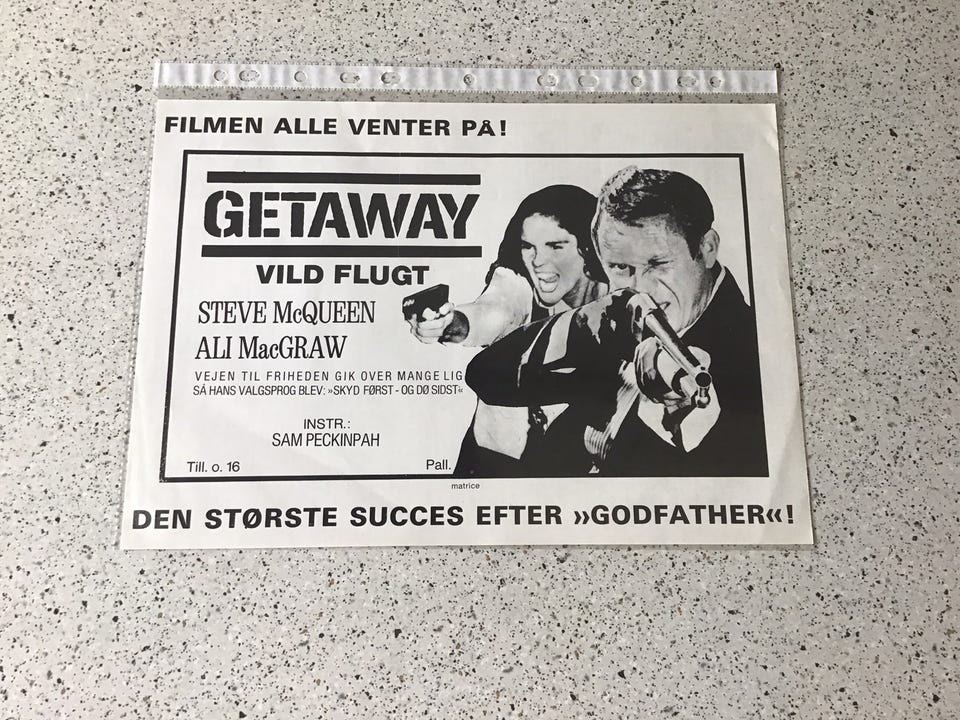 FILMEN ALLE VENTER PÅ!
GETAWAY
VILD FLUGT
STEVE McQUEEN
ALI MacGRAW
VEJEN TIL FRIHEDEN GIK OVER MANGE LIG
SÅ HANS VALGSPROG BLEV: »SKYD FØRST - OG DØ SIDST«
INSTR.:
SAM PECKINPAH
Till. o. 16
Pall.
matrice
DEN STØRSTE SUCCES EFTER »GODFATHER«!